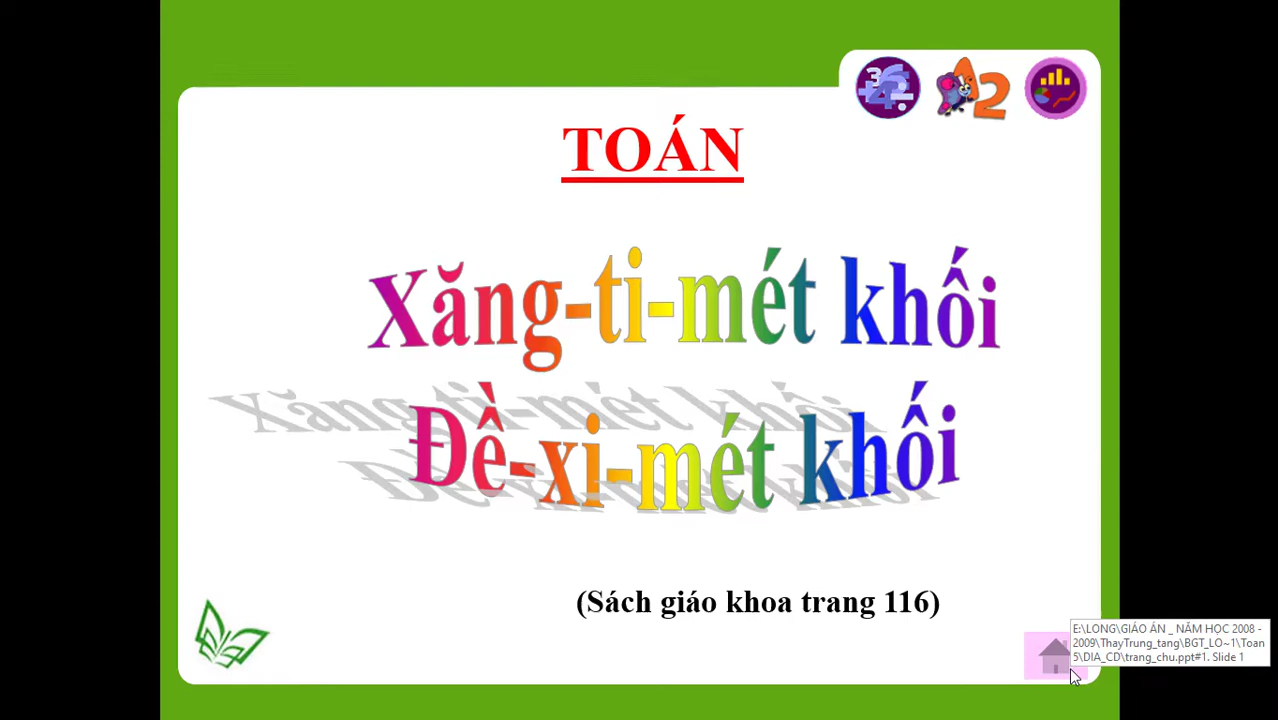 TOÁN
Xăng-ti-mét khối
Đề-xi-mét khối
(Sách giáo khoa trang 116)
E:\LONG\GIÁO ÁN _ NĂM HỌC 2008 -
2009\ThayTrung_tang\BGT_LO~1\Toan
5\DIA_CD\trang_chu.ppt#1. Slide 1